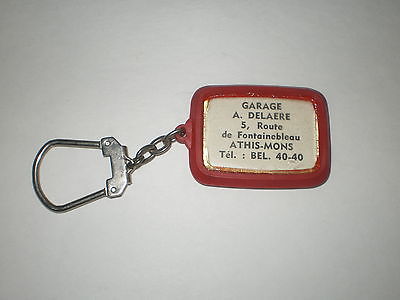 GARAGE
A. DELAERE
5, Route
de Fontainebleau
ATHIS-MONS
Tél. : BEL. 40-40